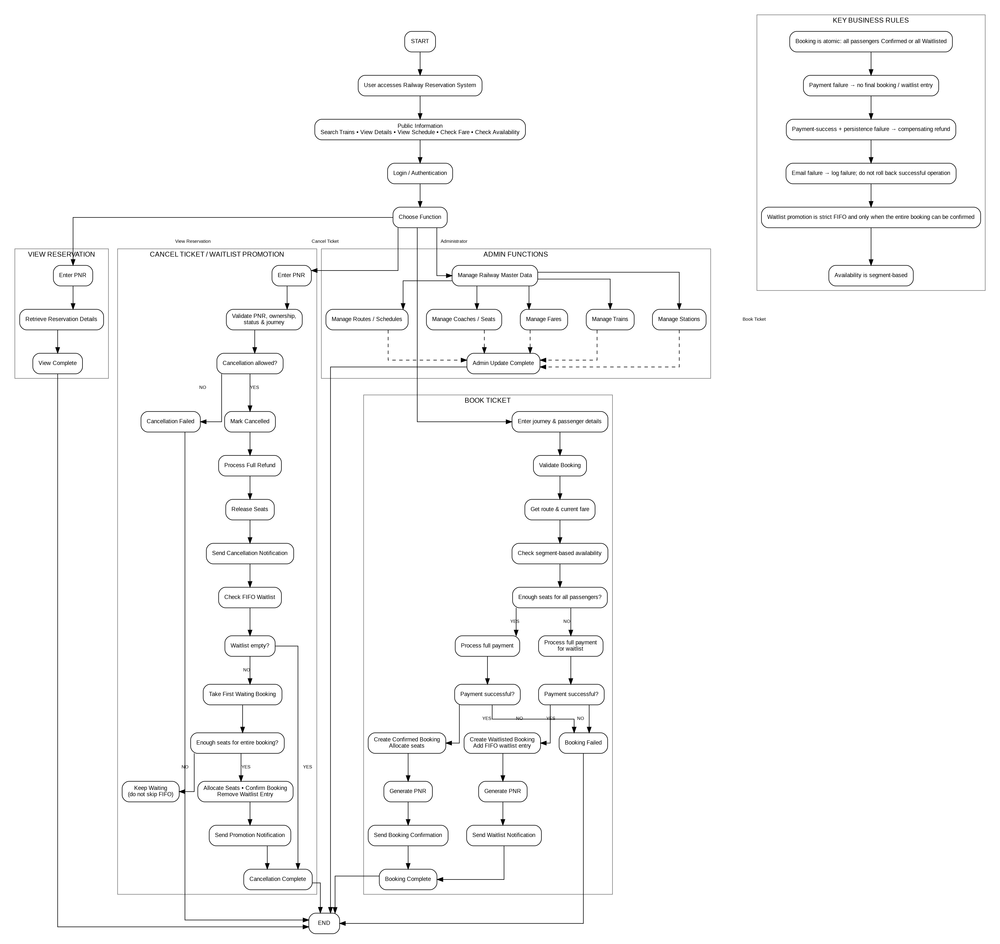 KEY BUSINESS RULES
Booking is atomic: all passengers Confirmed or all Waitlisted
Payment failure → no final booking / waitlist entry
Payment-success + persistence failure → compensating refund
Email failure → log failure; do not roll back successful operation
Waitlist promotion is strict FIFO and only when the entire booking can be confirmed
Availability is segment-based
START
User accesses Railway Reservation System
Public Information
Search Trains • View Details • View Schedule • Check Fare • Check Availability
Login / Authentication
Choose Function
View Reservation
Cancel Ticket
Administrator
Book Ticket
VIEW RESERVATION
Enter PNR
Retrieve Reservation Details
View Complete
CANCEL TICKET / WAITLIST PROMOTION
Enter PNR
Validate PNR, ownership,
status & journey
Cancellation allowed?
NO
YES
Cancellation Failed
Mark Cancelled
Process Full Refund
Release Seats
Send Cancellation Notification
Check FIFO Waitlist
Waitlist empty?
NO
Take First Waiting Booking
Enough seats for entire booking?
NO
YES
YES
Keep Waiting
(do not skip FIFO)
Allocate Seats • Confirm Booking
Remove Waitlist Entry
Send Promotion Notification
Cancellation Complete
ADMIN FUNCTIONS
Manage Railway Master Data
Manage Routes / Schedules
Manage Coaches / Seats
Manage Fares
Manage Trains
Manage Stations
Admin Update Complete
BOOK TICKET
Enter journey & passenger details
Validate Booking
Get route & current fare
Check segment-based availability
Enough seats for all passengers?
YES
NO
Process full payment
Process full payment
for waitlist
Payment successful?
Payment successful?
YES
NO
YES
NO
Create Confirmed Booking
Allocate seats
Create Waitlisted Booking
Add FIFO waitlist entry
Booking Failed
Generate PNR
Generate PNR
Send Booking Confirmation
Send Waitlist Notification
Booking Complete
END